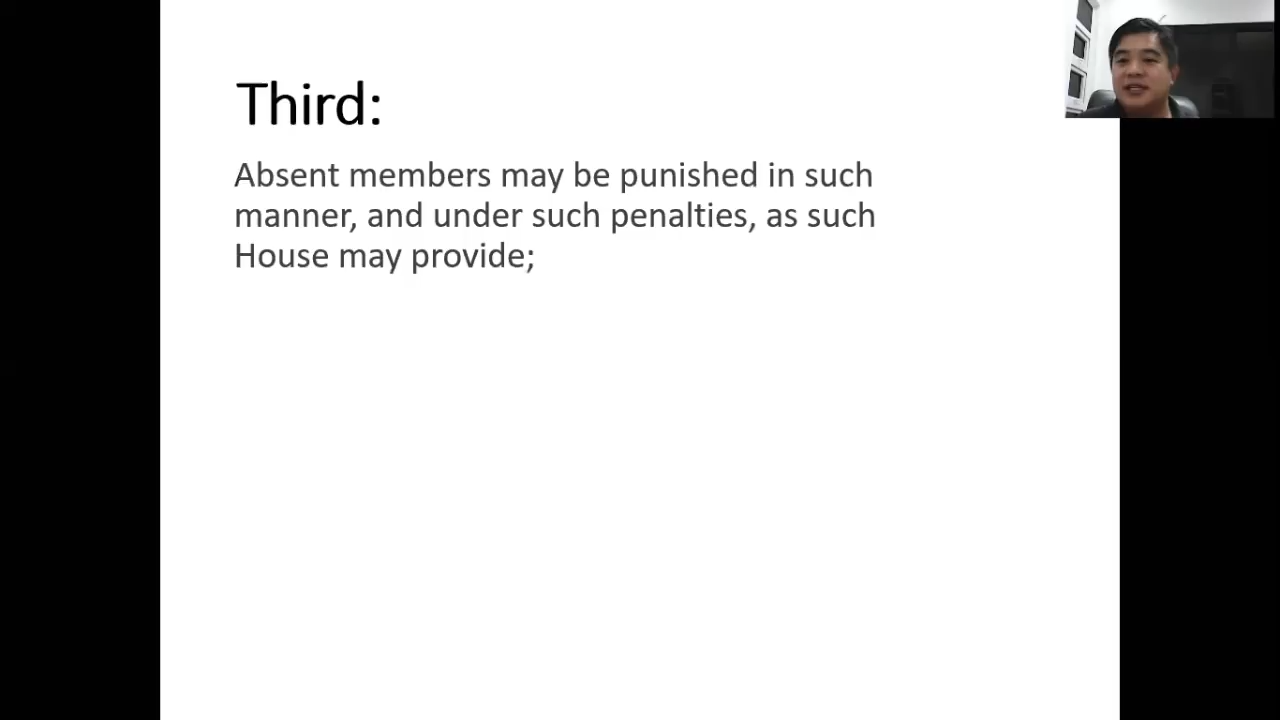 Third:
Absent members may be punished in such
manner, and under such penalties, as such
House may provide;